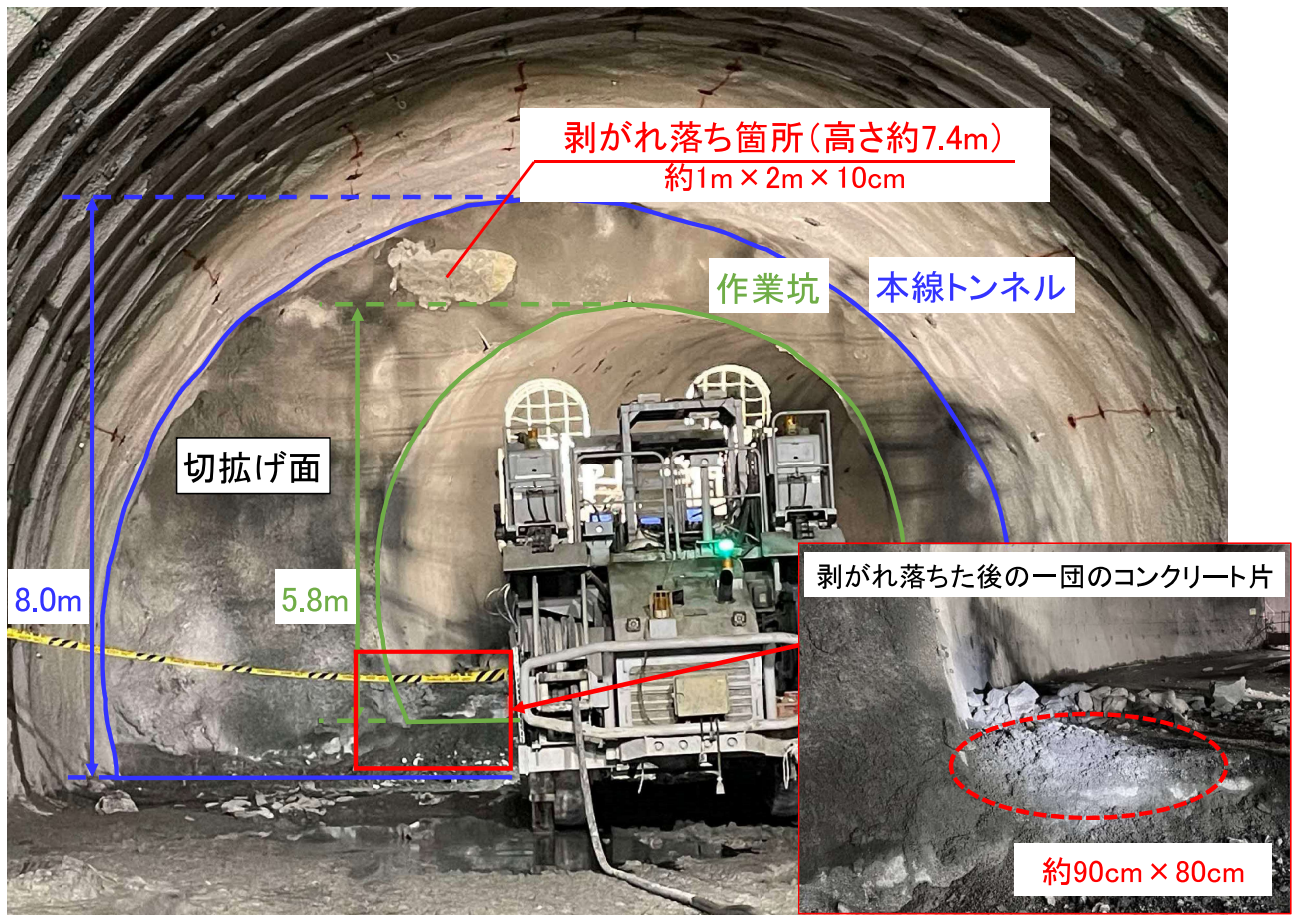 剥がれ落ち箇所(高さ約7.4m)
約1m×2m×10cm
作業坑
本線トンネル
切拡げ面
8.0m
5.8m
剥がれ落ちた後の一団のコンクリート片
約90cm×80cm